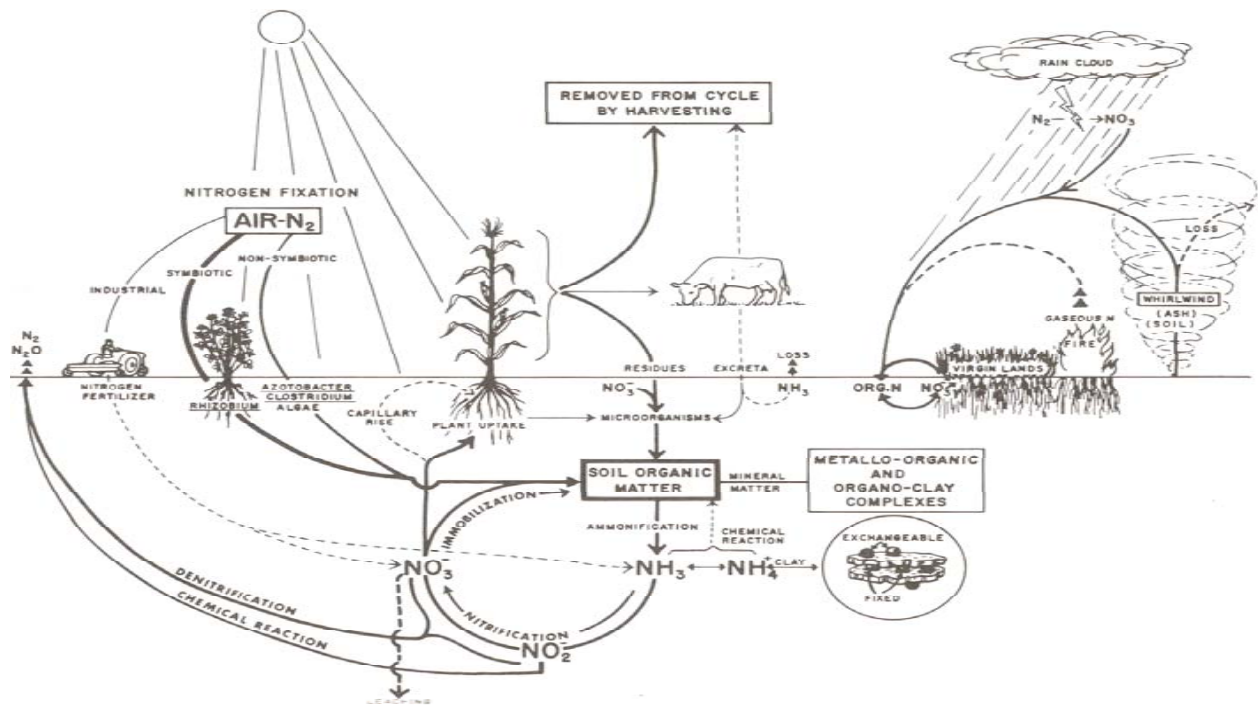 RAIN CLOUD
N₂ → NO₃
REMOVED FROM CYCLE
BY HARVESTING
NITROGEN FIXATION
AIR-N₂
SYMBIOTIC
NON-SYMBIOTIC
INDUSTRIAL
LOSS
WHIRLWIND
(ASH)
(SOIL)
GASEOUS N
FIRE
VIRGIN LANDS
N₂
N₂O
NITROGEN
FERTILIZER
RHIZOBIUM
AZOTOBACTER
CLOSTRIDIUM
ALGAE
CAPILLARY
RISE
PLANT UPTAKE
RESIDUES
NO₃⁻
EXCRETA
LOSS
NH₃
MICROORGANISMS
ORG.N
NO₃⁻
SOIL ORGANIC
MATTER
MINERAL
MATTER
METALLO-ORGANIC
AND
ORGANO-CLAY
COMPLEXES
IMMOBILIZATION
AMMONIFICATION
CHEMICAL
REACTION
NO₃⁻
NH₃
NH₄⁺
CLAY
EXCHANGEABLE
FIXED
DENITRIFICATION
CHEMICAL REACTION
NITRIFICATION
NO₂⁻
LEACHING